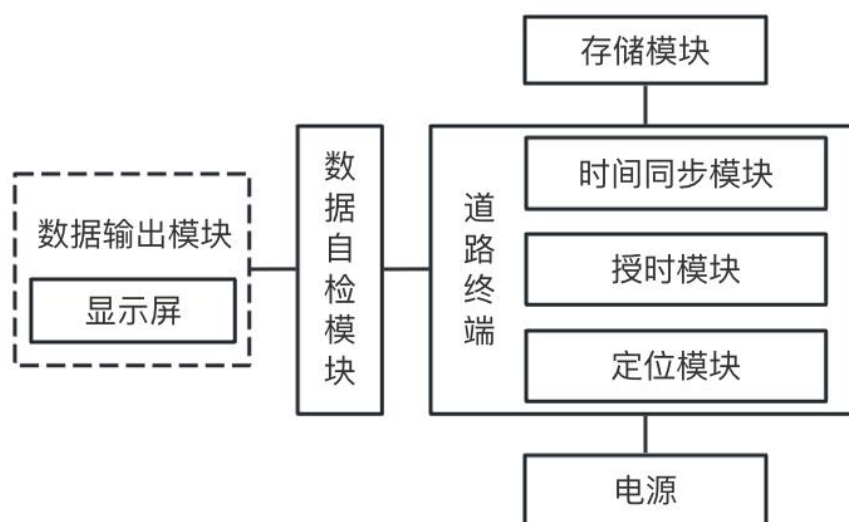 存储模块
数据输出模块
显示屏
数据自检模块
道路终端
时间同步模块
授时模块
定位模块
电源